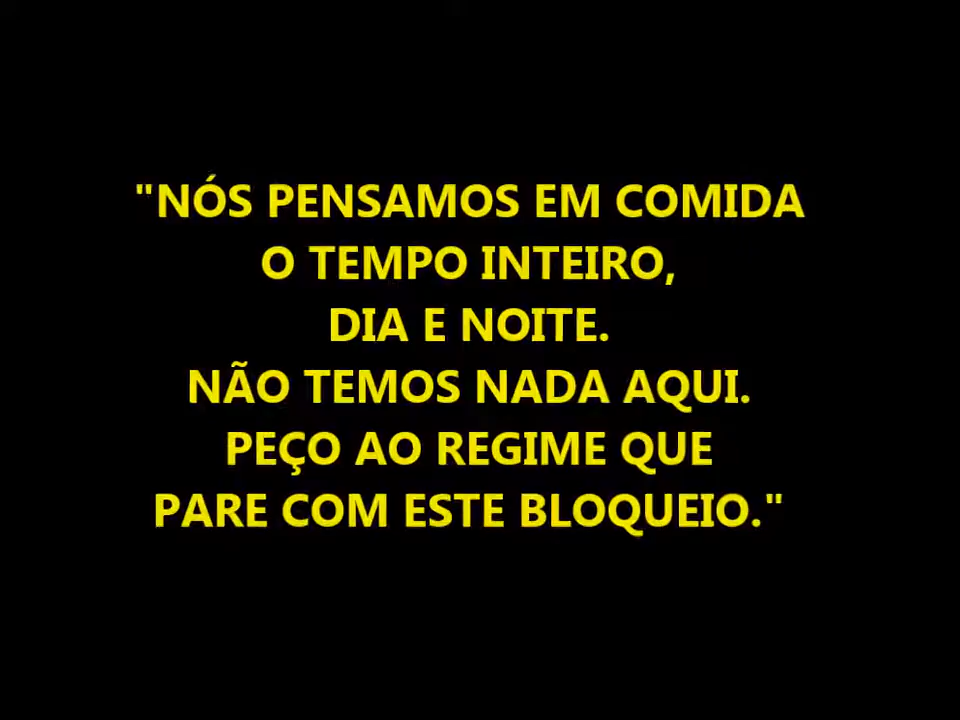 "NÓS PENSAMOS EM COMIDA
O TEMPO INTEIRO,
DIA E NOITE.
NÃO TEMOS NADA AQUI.
PEÇO AO REGIME QUE
PARE COM ESTE BLOQUEIO."